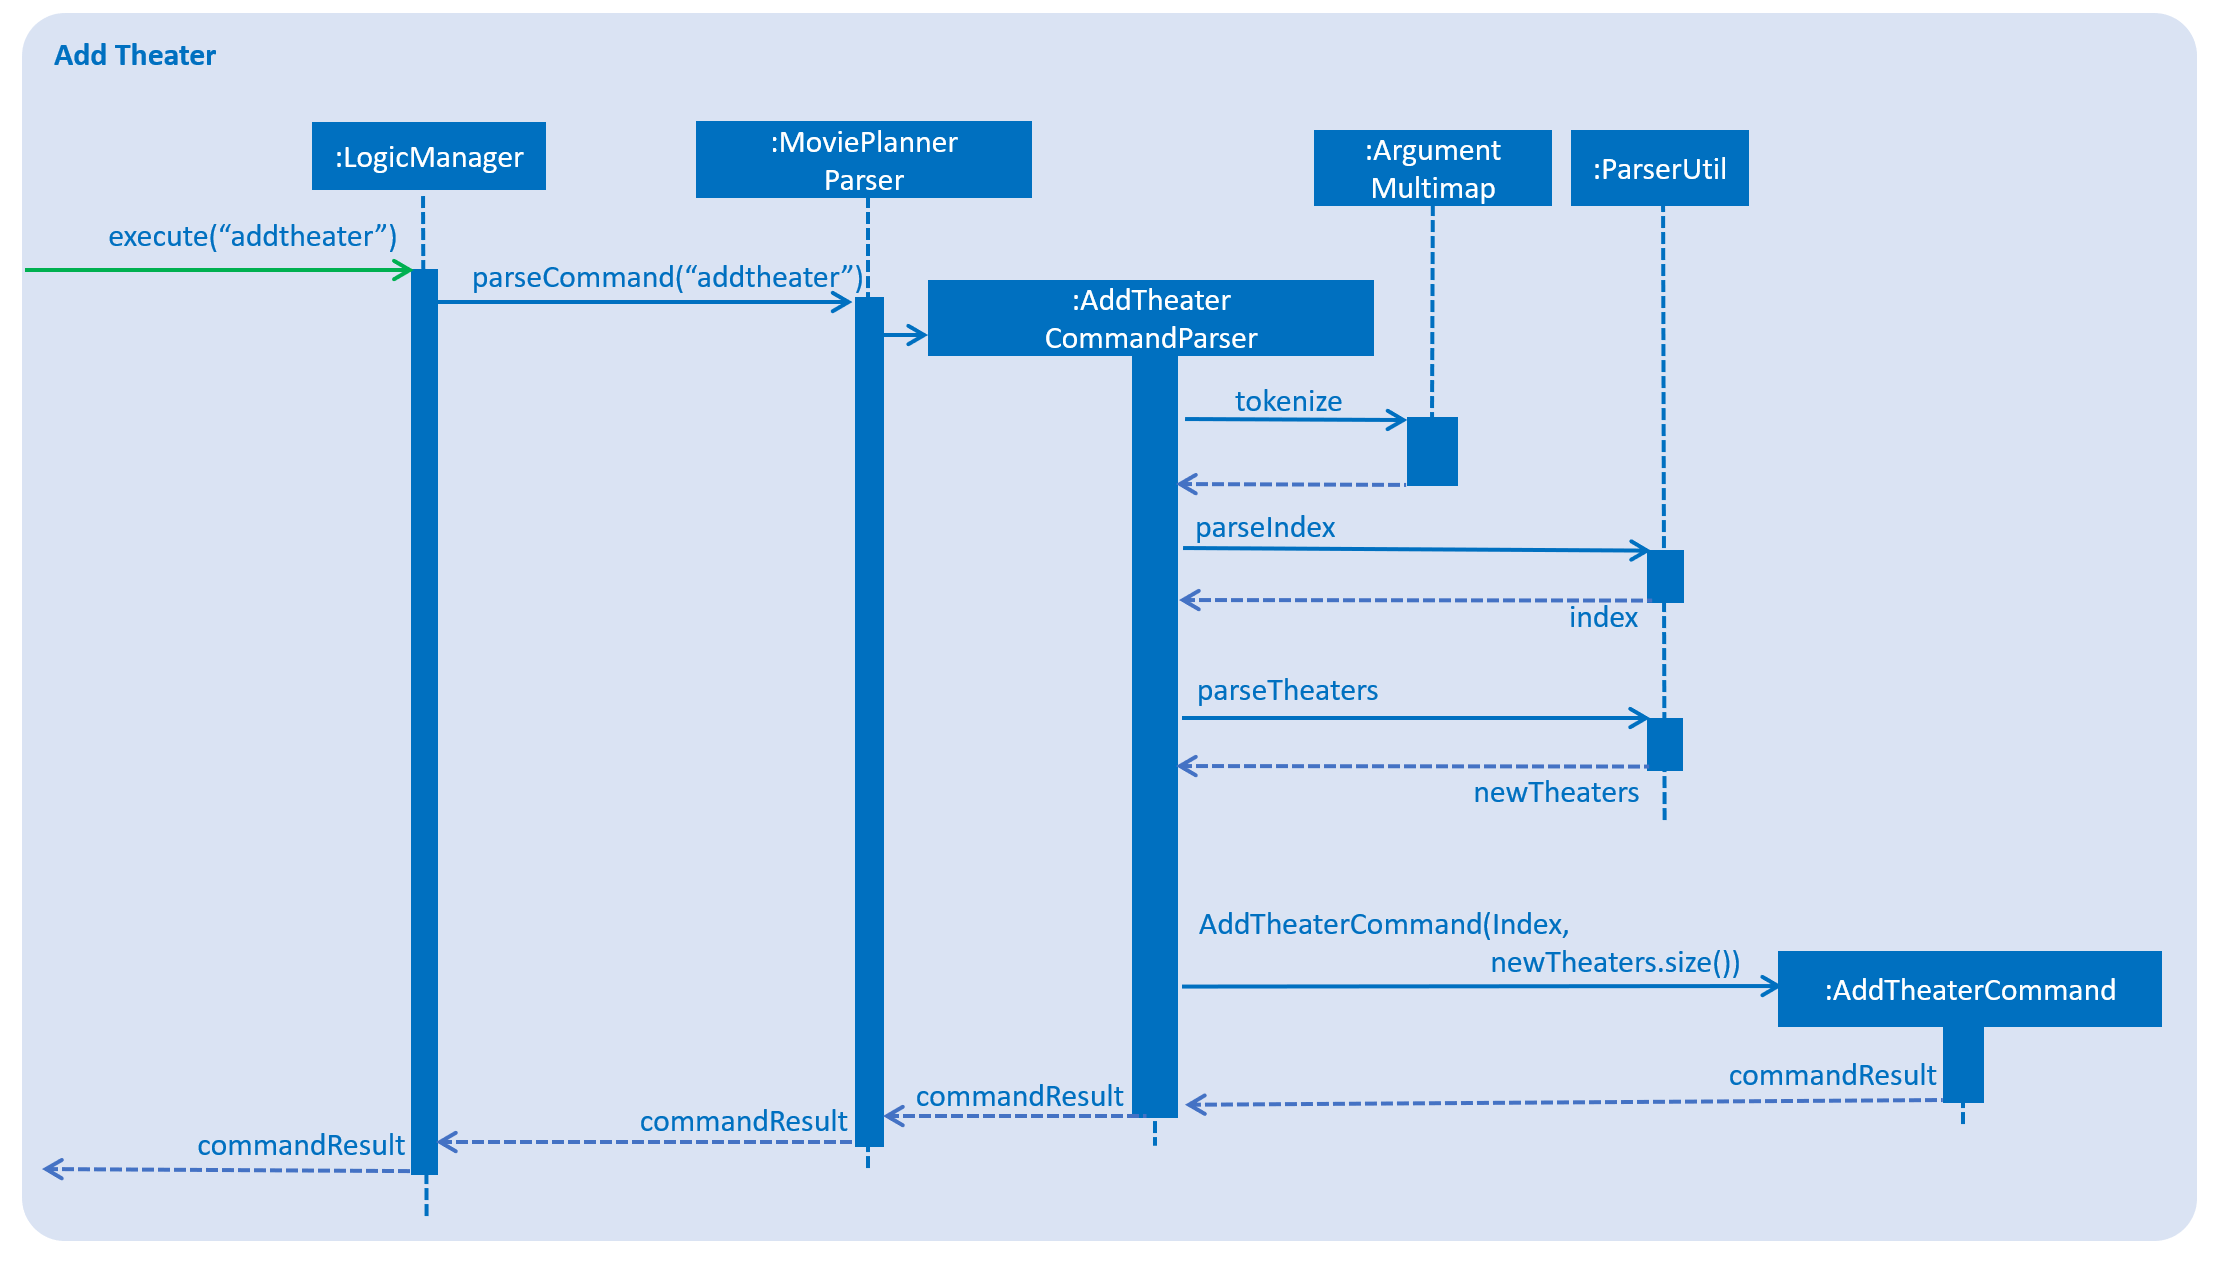 Add Theater
:LogicManager
:MoviePlanner
Parser
:Argument
Multimap
:ParserUtil
execute(“addtheater”)
parseCommand(“addtheater”)
:AddTheater
CommandParser
tokenize
parseIndex
index
parseTheaters
newTheaters
AddTheaterCommand(Index,
newTheaters.size())
:AddTheaterCommand
commandResult
commandResult
commandResult
commandResult